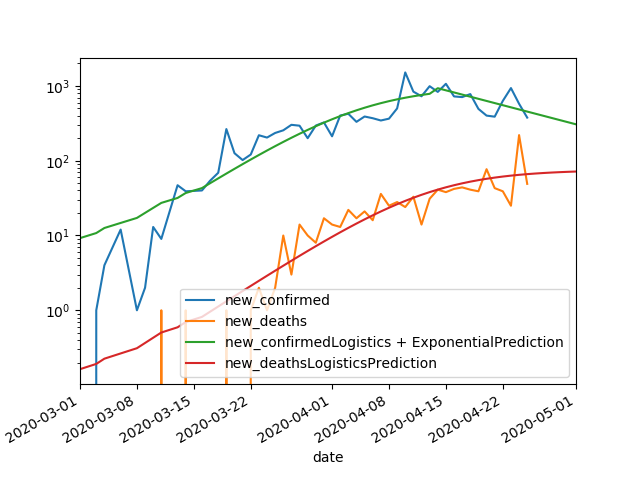 10³
10²
10¹
10⁰
new_confirmed
new_deaths
new_confirmedLogistics + ExponentialPrediction
new_deathsLogisticsPrediction
2020-03-01
2020-03-08
2020-03-15
2020-03-22
2020-04-01
2020-04-08
2020-04-15
2020-04-22
2020-05-01
date